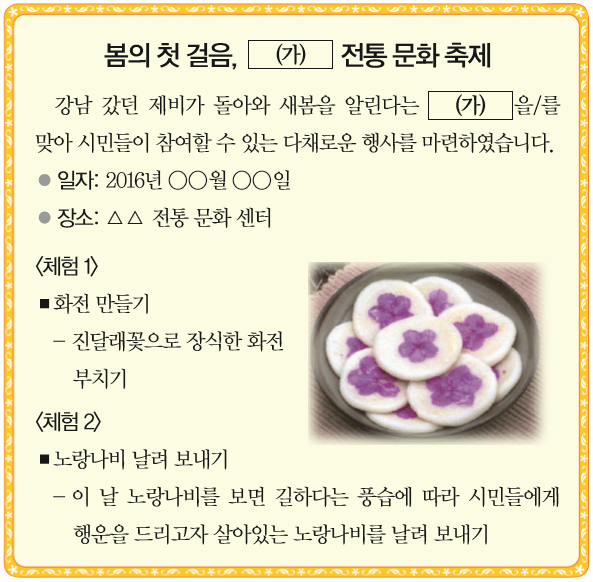 봄의 첫 걸음, (가) 전통 문화 축제
강남 갔던 제비가 돌아와 새봄을 알린다는 (가) 을/를
맞아 시민들이 참여할 수 있는 다채로운 행사를 마련하였습니다.
● 일자: 2016년 ○○월 ○○일
● 장소: △△ 전통 문화 센터
〈체험 1〉
■ 화전 만들기
− 진달래꽃으로 장식한 화전
부치기
〈체험 2〉
■ 노랑나비 날려 보내기
− 이 날 노랑나비를 보면 길하다는 풍습에 따라 시민들에게
행운을 드리고자 살아있는 노랑나비를 날려 보내기